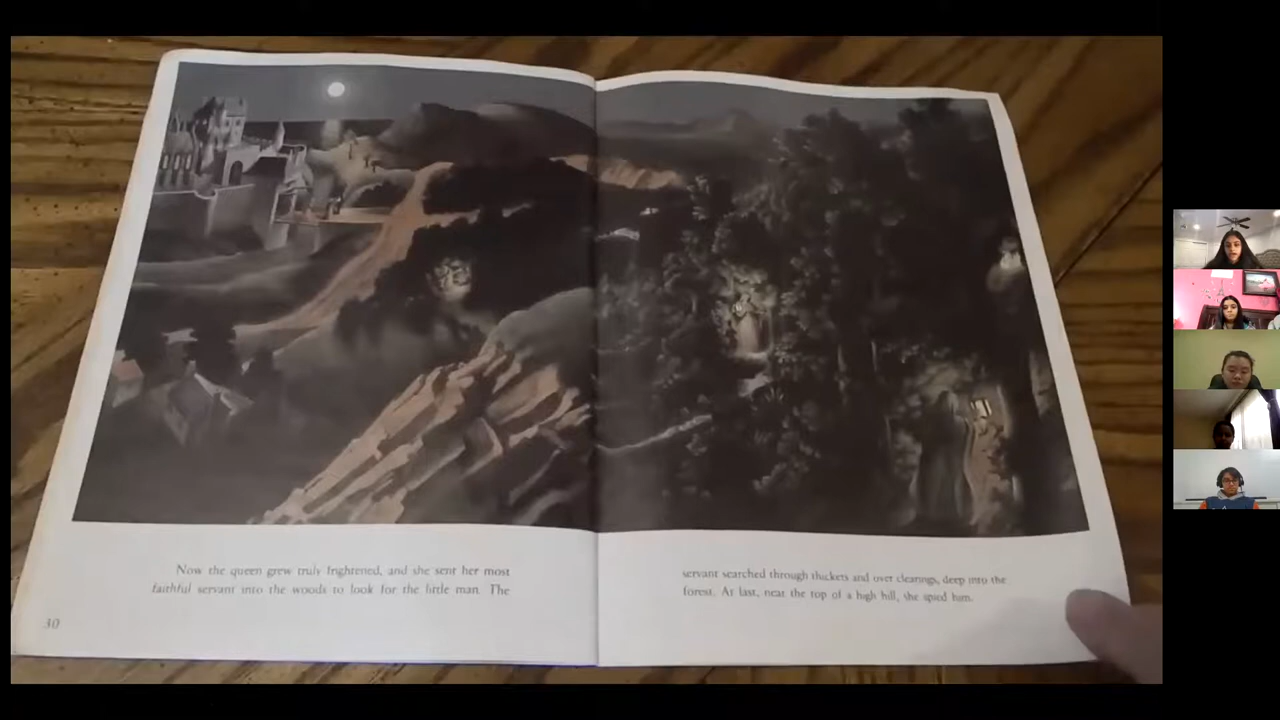 Now the queen grew truly frightened, and she sent her most
faithful servant into the woods to look for the little man. The
30
servant searched through thickets and over clearings, deep into the
forest. At last, near the top of a high hill, she spied him.